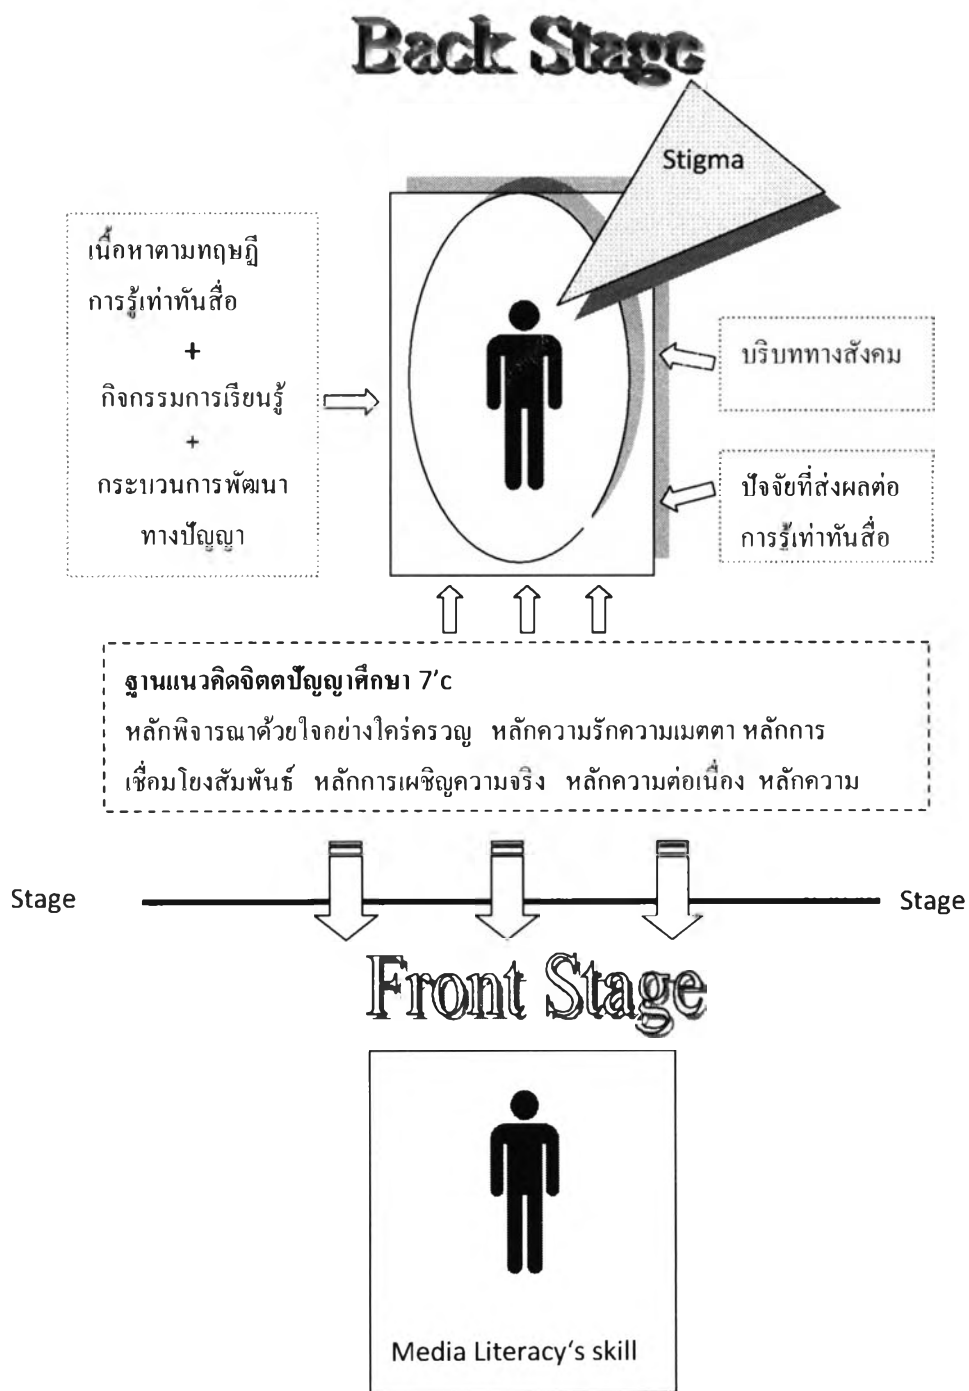 Back Stage
Stigma
เนื้อหาตามทฤษฎี
การรู้เท่าทันสื่อ
+
กิจกรรมการเรียนรู้
+
กระบวนการพัฒนา
ทางปัญญา
บริบททางสังคม
ปัจจัยที่ส่งผลต่อ
การรู้เท่าทันสื่อ
ฐานแนวคิดจิตตปัญญาศึกษา 7'c
หลักพิจารณาด้วยใจอย่างใคร่ครวญ หลักความรักความเมตตา หลักการ
เชื่อมโยงสัมพันธ์ หลักการเผชิญความจริง หลักความต่อเนื่อง หลักความ
Stage Stage
Front Stage
Media Literacy‘s skill